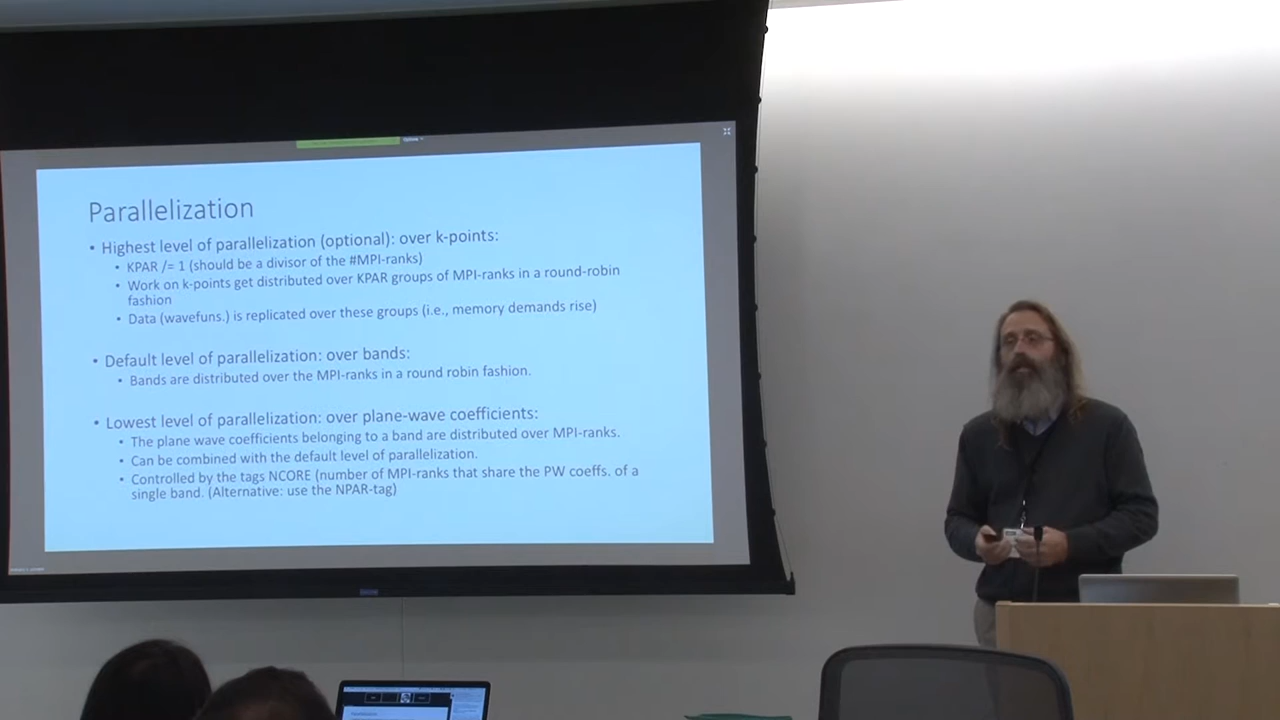 Options
Parallelization
• Highest level of parallelization (optional): over k-points:
• KPAR /= 1 (should be a divisor of the #MPI-ranks)
• Work on k-points get distributed over KPAR groups of MPI-ranks in a round-robin
fashion
• Data (wavefuns.) is replicated over these groups (i.e., memory demands rise)
• Default level of parallelization: over bands:
• Bands are distributed over the MPI-ranks in a round robin fashion.
• Lowest level of parallelization: over plane-wave coefficients:
• The plane wave coefficients belonging to a band are distributed over MPI-ranks.
• Can be combined with the default level of parallelization.
• Controlled by the tags NCORE (number of MPI-ranks that share the PW coeffs. of a
single band. (Alternative: use the NPAR-tag)